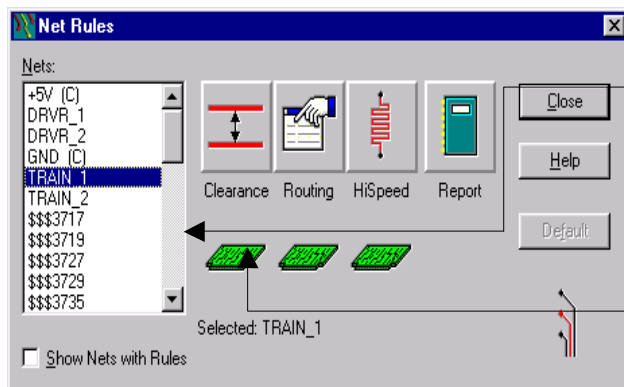 Net Rules
Nets:
+5V (C)
DRVR_1
DRVR_2
GND (C)
TRAIN_1
TRAIN_2
$$$3717
$$$3719
$$$3727
$$$3729
$$$3735
Clearance Routing HiSpeed Report
Close
Help
Default
Selected: TRAIN_1
Show Nets with Rules